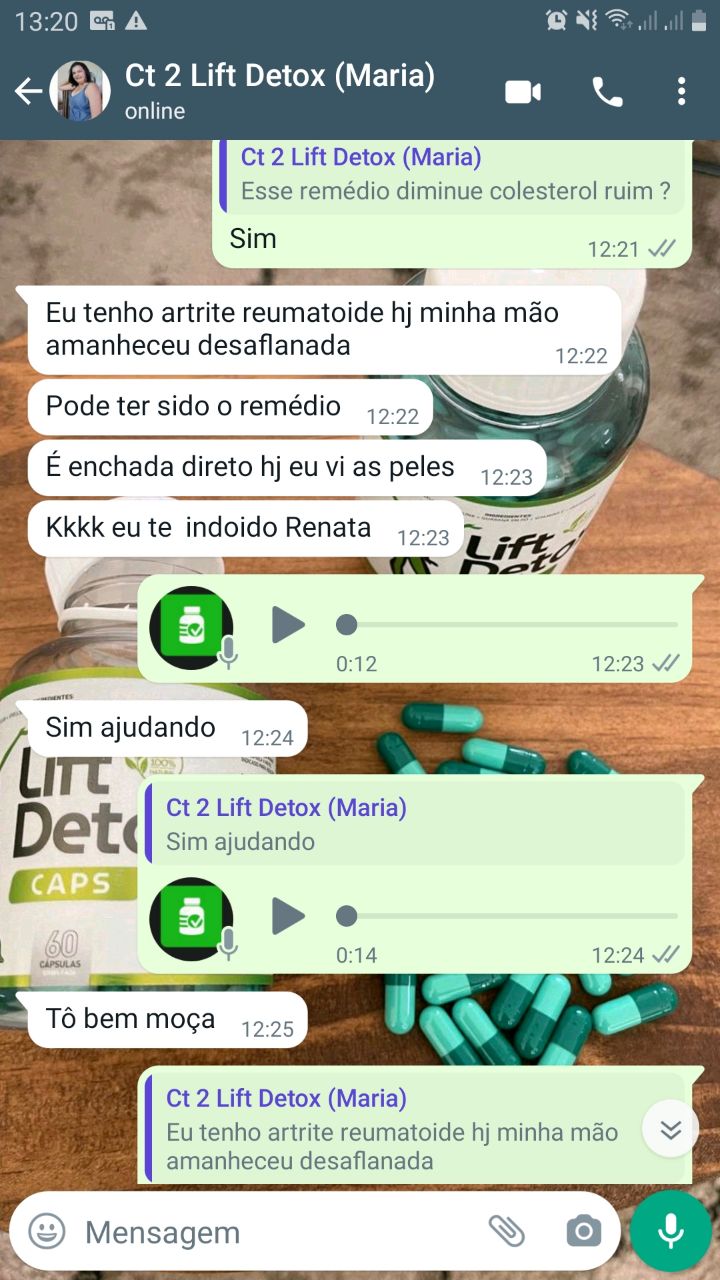 13:20
Ct 2 Lift Detox (Maria)
online
Ct 2 Lift Detox (Maria)
Esse remédio diminue colesterol ruim ?
Sim
12:21
Eu tenho artrite reumatoide hj minha mão
amanheceu desaflanada
12:22
Pode ter sido o remédio
12:22
É enchada direto hj eu vi as peles
12:23
Kkkk eu te indoido Renata
12:23
INGREDIENTES
Lift
Detox
0:12
12:23
Sim ajudando
12:24
INGREDIENTES
100%
Lift
Ct 2 Lift Detox (Maria)
Sim ajudando
Deto
CAPS
0:14
12:24
60
CÁPSULAS
Tô bem moça
12:25
Ct 2 Lift Detox (Maria)
Eu tenho artrite reumatoide hj minha mão
amanheceu desaflanada
Mensagem